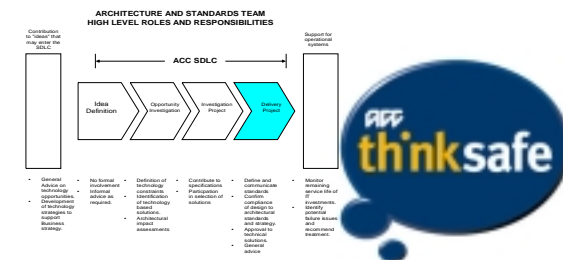 ARCHITECTURE AND STANDARDS TEAM
HIGH LEVEL ROLES AND RESPONSIBILITIES
Contribution
to "ideas" that
may enter the
SDLC
Support for
operational
systems
ACC SDLC
Idea
Definition
Opportunity
Investigation
Investigation
Project
Delivery
Project
• General
Advice on
technology
opportunities.
• Development
of technology
strategies to
support
Business
strategy.
• No formal
involvement
• Informal
advice as
required.
• Definition of
technology
constraints
• Identification
of technology
based
solutions.
• Architectural
impact
assessments
• Contribute to
specifications
• Participation
in selection of
solutions
• Define and
communicate
standards
• Confirm
compliance
of design to
architectural
standards
and strategy.
• Approval to
technical
solutions.
• General
advice
• Monitor
remaining
service life of
IT
investments.
• Identify
potential
failure issues
and
recommend
treatment.
ACC
thinksafe